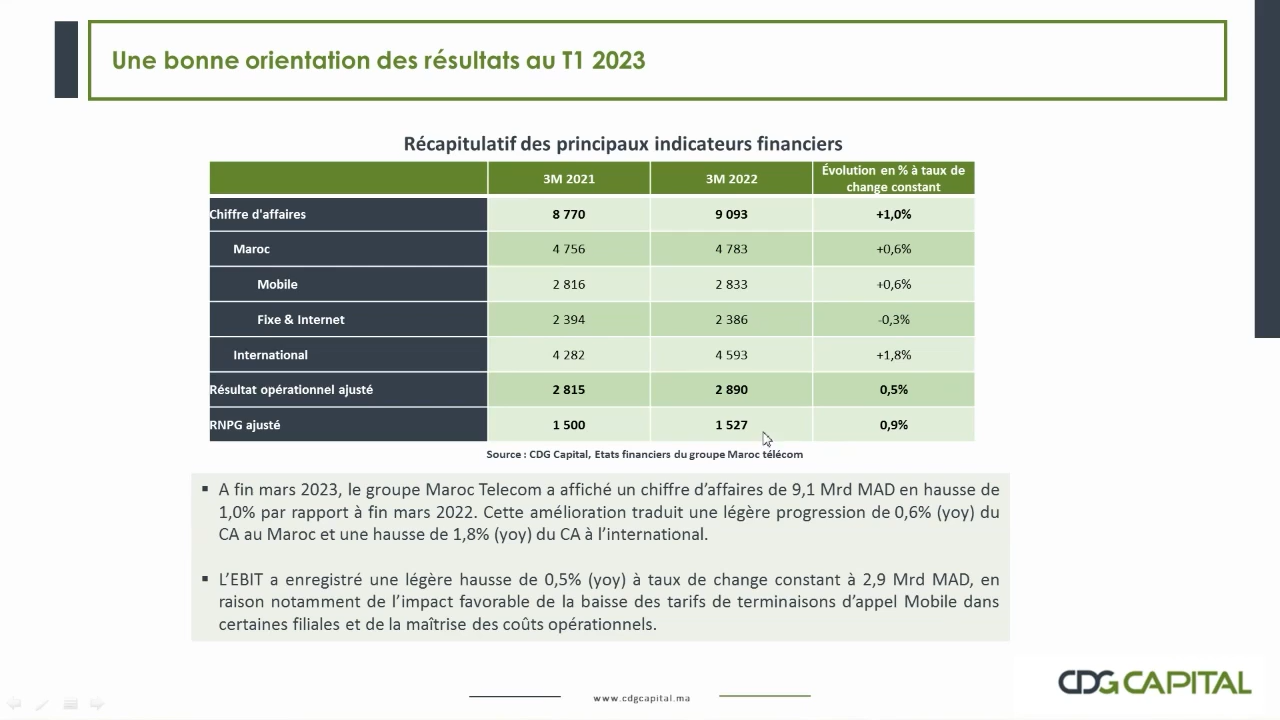 Une bonne orientation des résultats au T1 2023
Récapitulatif des principaux indicateurs financiers
3M 2021 3M 2022 Évolution en % à taux de
change constant
Chiffre d'affaires 8 770 9 093 +1,0%
Maroc 4 756 4 783 +0,6%
Mobile 2 816 2 833 +0,6%
Fixe & Internet 2 394 2 386 -0,3%
International 4 282 4 593 +1,8%
Résultat opérationnel ajusté 2 815 2 890 0,5%
RNPG ajusté 1 500 1 527 0,9%
Source : CDG Capital, Etats financiers du groupe Maroc télécom
▪ A fin mars 2023, le groupe Maroc Telecom a affiché un chiffre d’affaires de 9,1 Mrd MAD en hausse de
1,0% par rapport à fin mars 2022. Cette amélioration traduit une légère progression de 0,6% (yoy) du
CA au Maroc et une hausse de 1,8% (yoy) du CA à l’international.
▪ L’EBIT a enregistré une légère hausse de 0,5% (yoy) à taux de change constant à 2,9 Mrd MAD, en
raison notamment de l’impact favorable de la baisse des tarifs de terminaisons d’appel Mobile dans
certaines filiales et de la maîtrise des coûts opérationnels.
www.cdgcapital.ma
CDG CAPITAL